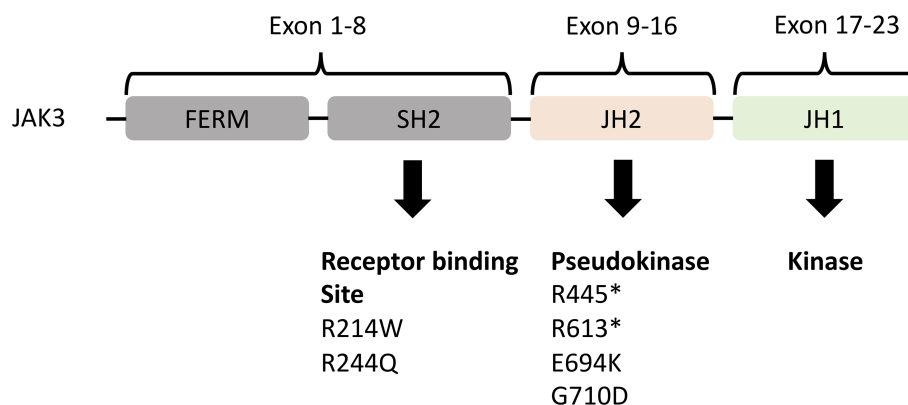 Exon 1-8 Exon 9-16 Exon 17-23
JAK3 FERM SH2 JH2 JH1
Receptor binding
Site
R214W
R244Q
Pseudokinase
R445*
R613*
E694K
G710D
Kinase